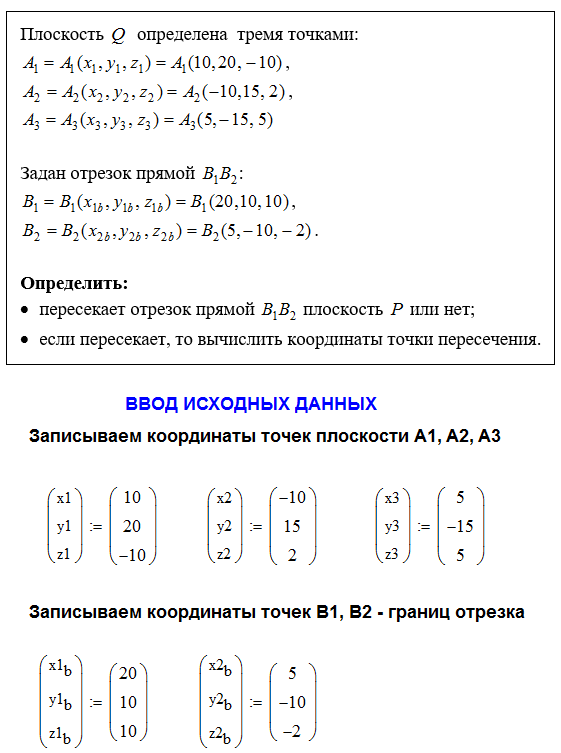 Плоскость Q определена тремя точками:
A₁ = A₁(x₁, y₁, z₁) = A₁(10,20,−10),
A₂ = A₂(x₂, y₂, z₂) = A₂(−10,15, 2),
A₃ = A₃(x₃, y₃, z₃) = A₃(5,−15, 5)
Задан отрезок прямой B₁B₂:
B₁ = B₁(x₁b, y₁b, z₁b) = B₁(20,10,10),
B₂ = B₂(x₂b, y₂b, z₂b) = B₂(5,−10,−2).
Определить:
• пересекает отрезок прямой B₁B₂ плоскость P или нет;
• если пересекает, то вычислить координаты точки пересечения.
ВВОД ИСХОДНЫХ ДАННЫХ
Записываем координаты точек плоскости A1, A2, A3
x1 10 x2 −10 x3 5
y1 := 20 y2 := 15 y3 := −15
z1 −10 z2 2 z3 5
Записываем координаты точек B1, B2 - границ отрезка
x1b 20 x2b 5
y1b := 10 y2b := −10
z1b 10 z2b −2